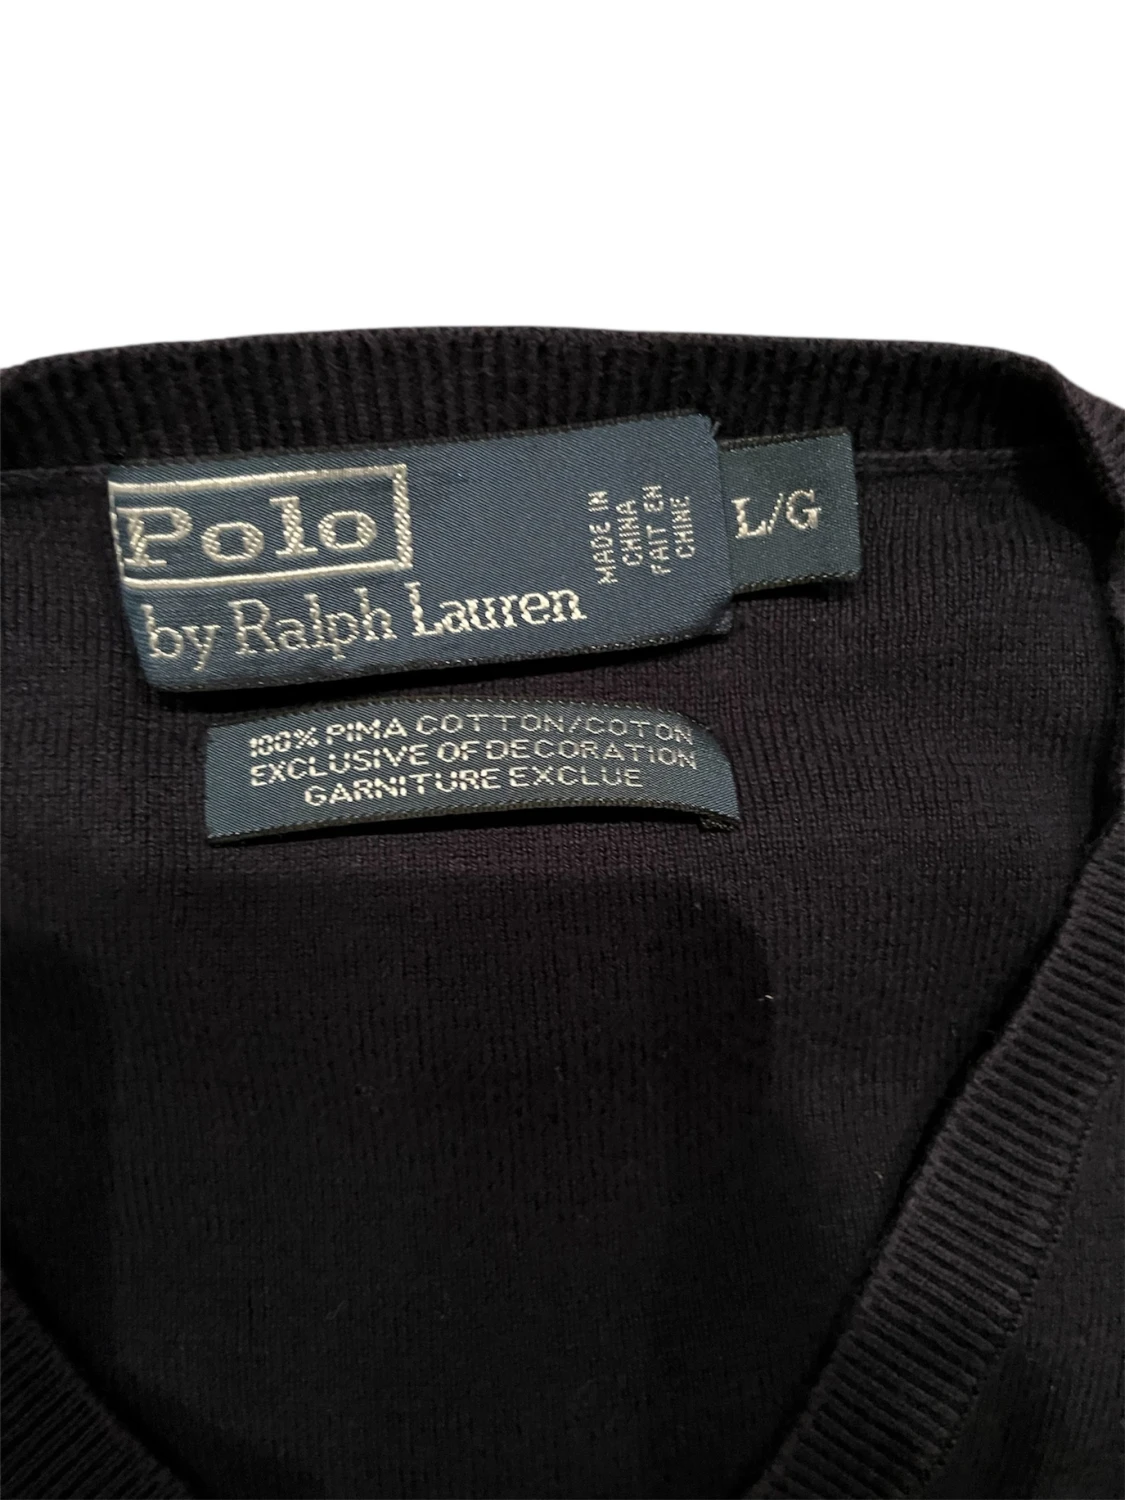 Polo
by Ralph Lauren
MADE IN
CHINA
FAIT EN
CHINE
L/G
100% PIMA COTTON/COTON
EXCLUSIVE OF DECORATION
GARNITURE EXCLUE